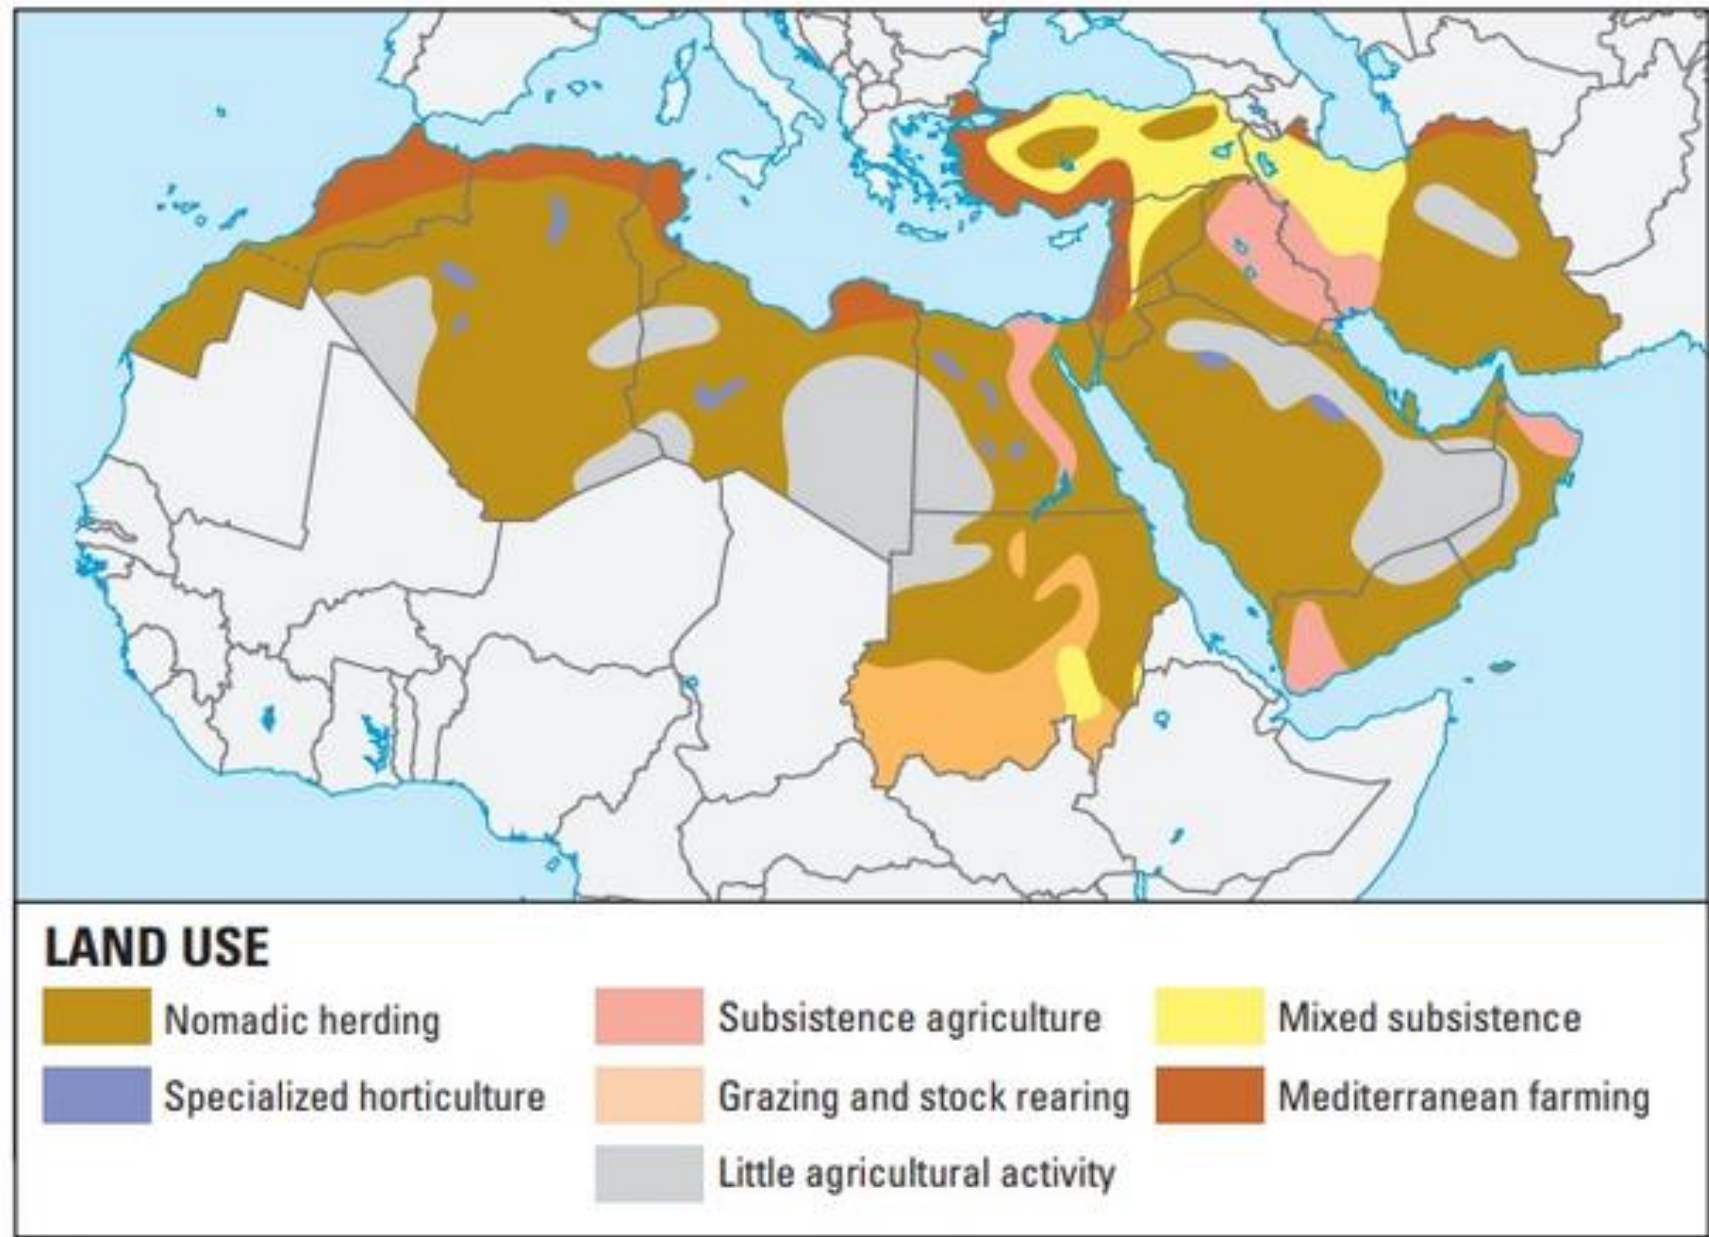 LAND USE
Nomadic herding
Subsistence agriculture
Mixed subsistence
Specialized horticulture
Grazing and stock rearing
Mediterranean farming
Little agricultural activity